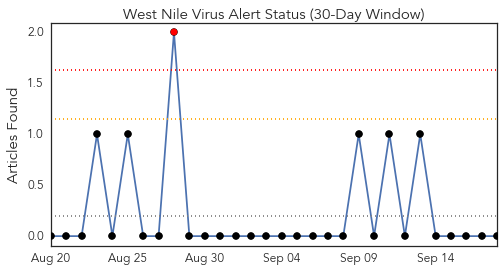 West Nile Virus Alert Status (30-Day Window)
2.0
1.5
1.0
0.5
0.0
Articles Found
Aug 20 Aug 25 Aug 30 Sep 04 Sep 09 Sep 14